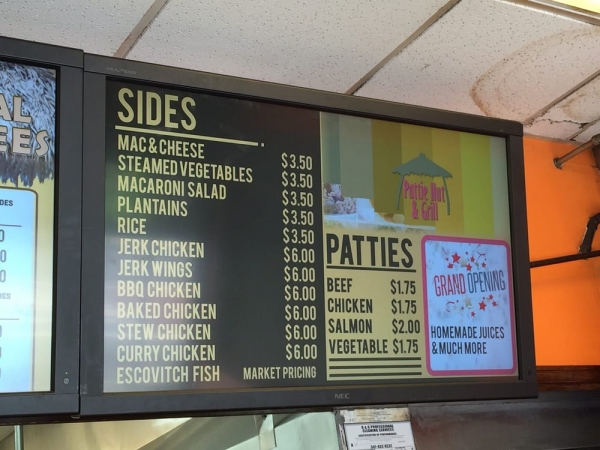 SIDES
MAC & CHEESE $3.50
STEAMED VEGETABLES $3.50
MACARONI SALAD $3.50
PLANTAINS $3.50
RICE $3.50
JERK CHICKEN $6.00
JERK WINGS $6.00
BBQ CHICKEN $6.00
BAKED CHICKEN $6.00
STEW CHICKEN $6.00
CURRY CHICKEN $6.00
ESCOVITCH FISH MARKET PRICING
Pattie Hut
& Grill
PATTIES
BEEF $1.75
CHICKEN $1.75
SALMON $2.00
VEGETABLE $1.75
GRAND OPENING
HOMEMADE JUICES
& MUCH MORE
NEC